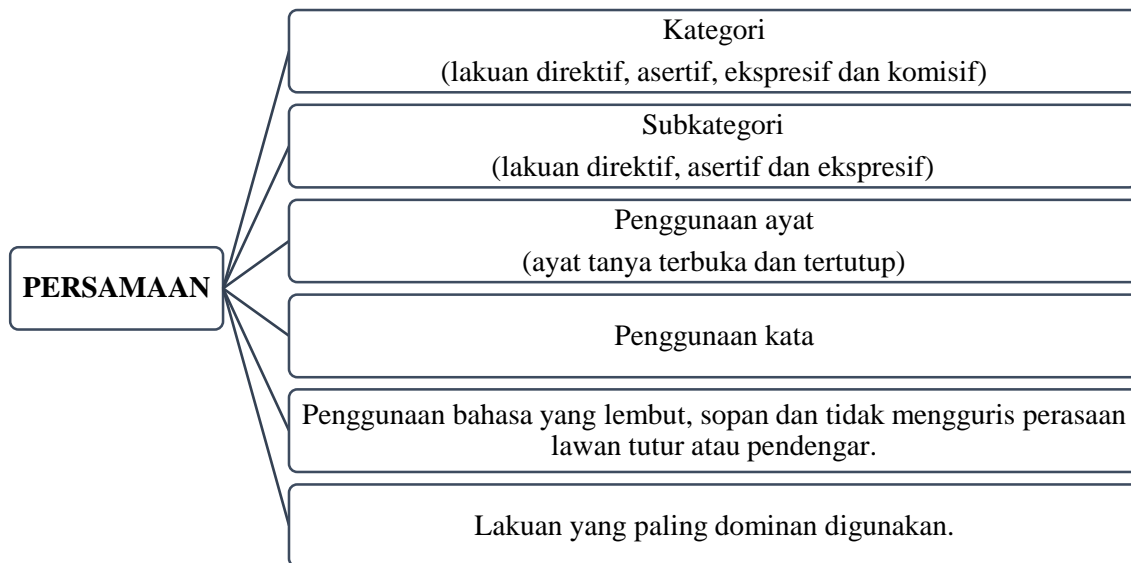 Kategori
(lakuan direktif, asertif, ekspresif dan komisif)
Subkategori
(lakuan direktif, asertif dan ekspresif)
Penggunaan ayat
(ayat tanya terbuka dan tertutup)
PERSAMAAN
Penggunaan kata
Penggunaan bahasa yang lembut, sopan dan tidak mengguris perasaan
lawan tutur atau pendengar.
Lakuan yang paling dominan digunakan.